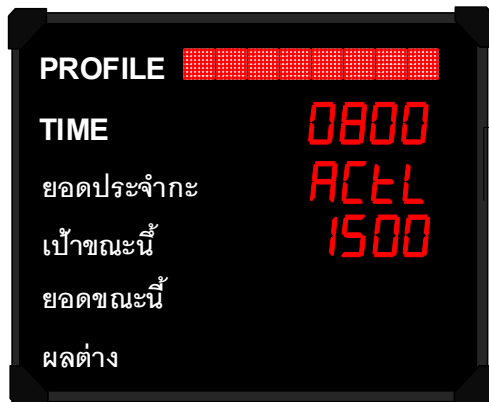 PROFILE
TIME 0800
ยอดประจำกะ ACtL
เป้าขณะนี้ 1500
ยอดขณะนี้
ผลต่าง